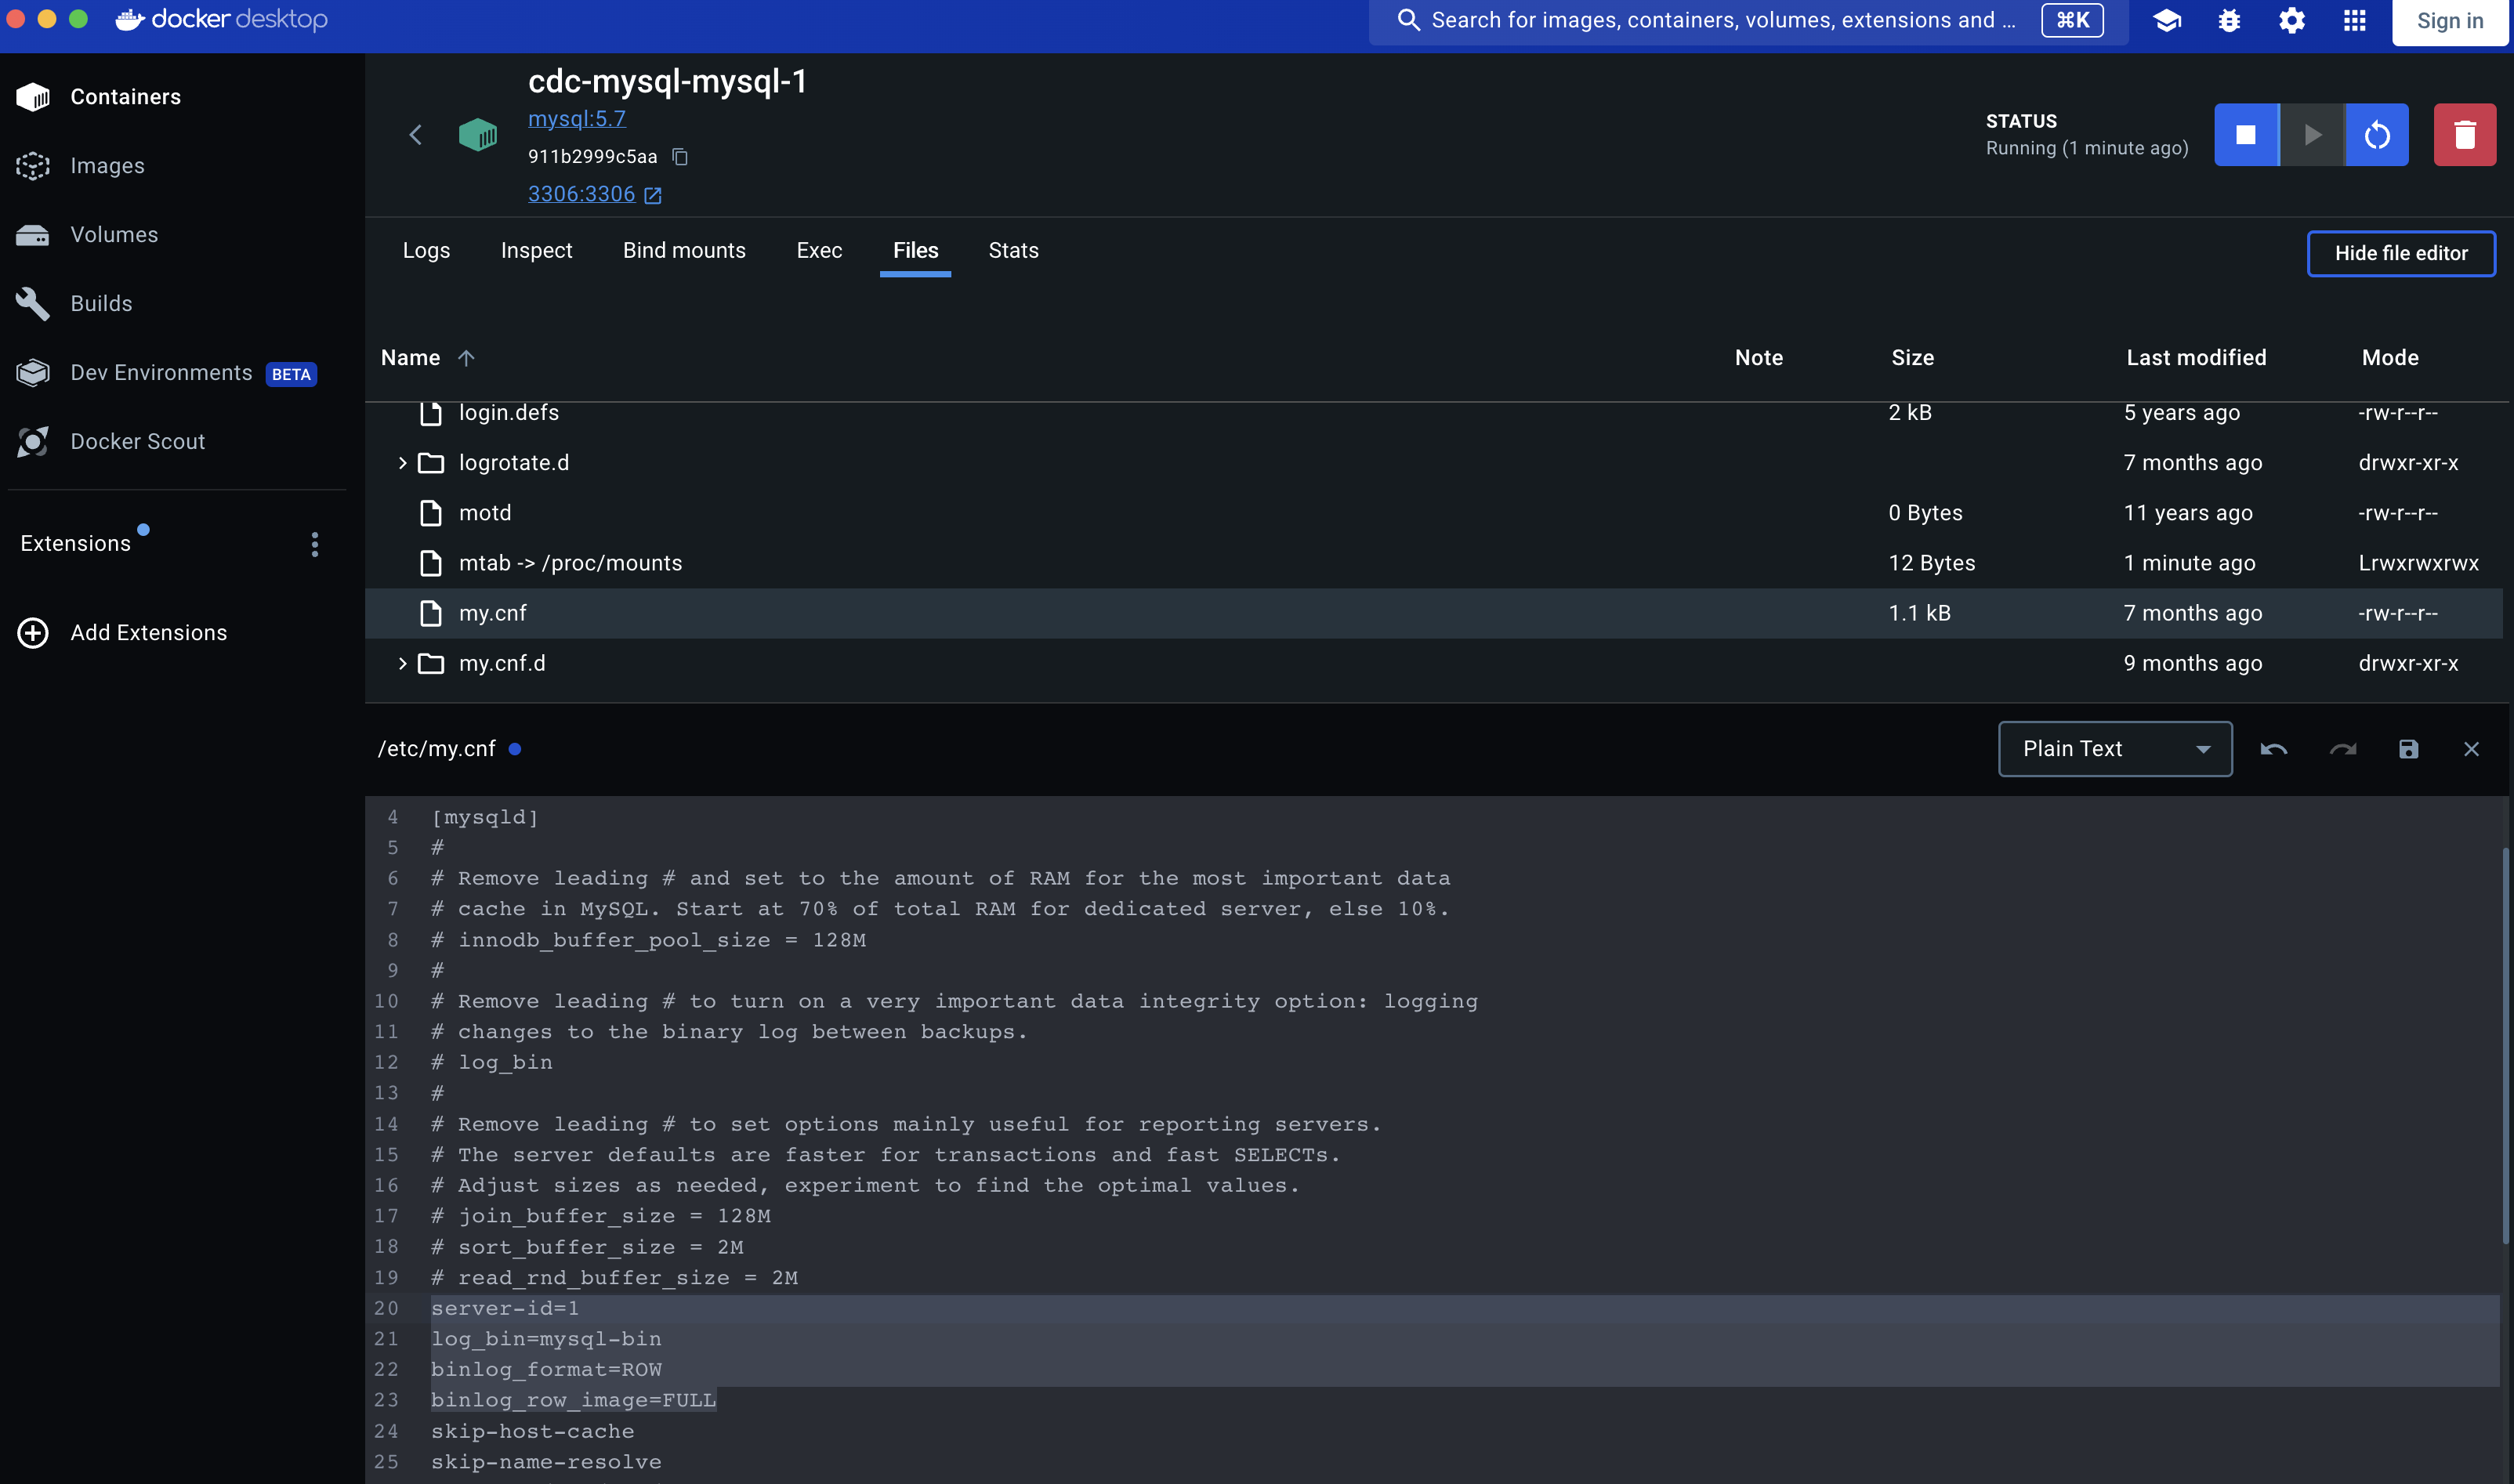 docker desktop
Search for images, containers, volumes, extensions and ...
⌘K
Sign in
Containers
Images
Volumes
Builds
Dev Environments BETA
Docker Scout
Extensions
Add Extensions
cdc-mysql-mysql-1
mysql:5.7
911b2999c5aa
3306:3306
STATUS
Running (1 minute ago)
Logs Inspect Bind mounts Exec Files Stats
Hide file editor
Name Note Size Last modified Mode
login.defs 2 kB 5 years ago -rw-r--r--
logrotate.d 7 months ago drwxr-xr-x
motd 0 Bytes 11 years ago -rw-r--r--
mtab -> /proc/mounts 12 Bytes 1 minute ago Lrwxrwxrwx
my.cnf 1.1 kB 7 months ago -rw-r--r--
my.cnf.d 9 months ago drwxr-xr-x
/etc/my.cnf
Plain Text
4 [mysqld]
5 #
6 # Remove leading # and set to the amount of RAM for the most important data
7 # cache in MySQL. Start at 70% of total RAM for dedicated server, else 10%.
8 # innodb_buffer_pool_size = 128M
9 #
10 # Remove leading # to turn on a very important data integrity option: logging
11 # changes to the binary log between backups.
12 # log_bin
13 #
14 # Remove leading # to set options mainly useful for reporting servers.
15 # The server defaults are faster for transactions and fast SELECTs.
16 # Adjust sizes as needed, experiment to find the optimal values.
17 # join_buffer_size = 128M
18 # sort_buffer_size = 2M
19 # read_rnd_buffer_size = 2M
20 server-id=1
21 log_bin=mysql-bin
22 binlog_format=ROW
23 binlog_row_image=FULL
24 skip-host-cache
25 skip-name-resolve